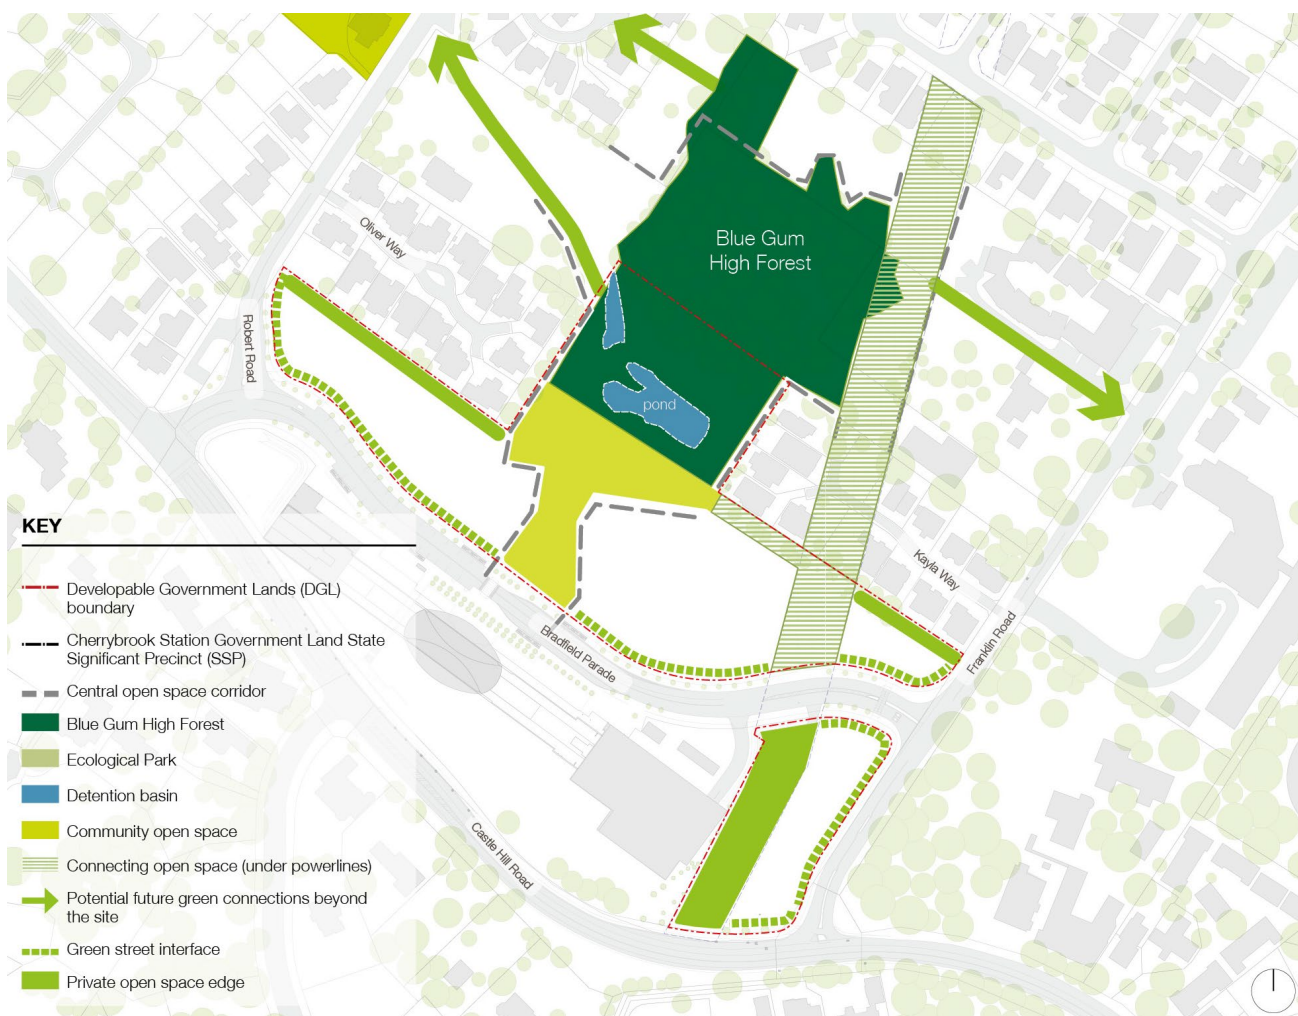 Blue Gum
High Forest
Oliver Way
Robert Road
pond
Kayla Way
Franklin Road
Bradfield Parade
Castle Hill Road
KEY
Developable Government Lands (DGL)
boundary
Cherrybrook Station Government Land State
Significant Precinct (SSP)
Central open space corridor
Blue Gum High Forest
Ecological Park
Detention basin
Community open space
Connecting open space (under powerlines)
Potential future green connections beyond
the site
Green street interface
Private open space edge